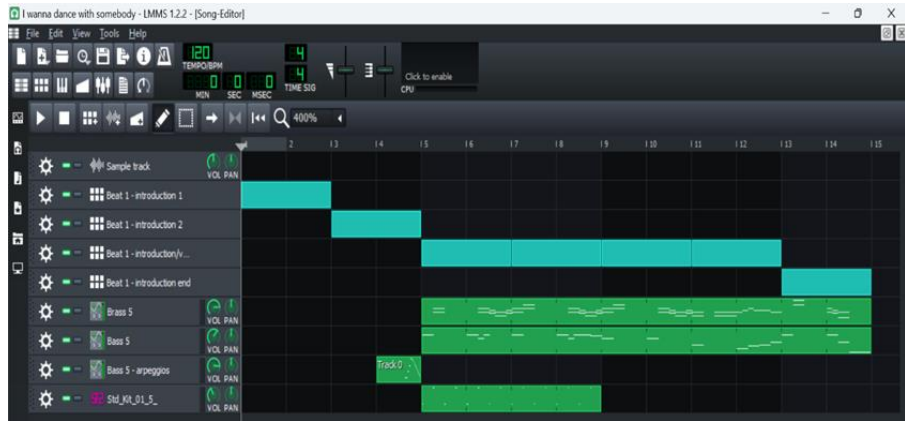 I wanna dance with somebody - LMMS 1.2.2 - [Song-Editor]
File Edit View Tools Help
120
TEMPO/BPM
4
4
TIME SIG
0 0 0
MIN SEC MSEC
Click to enable
CPU
400%
2 3 4 5 6 7 8 9 10 11 12 13 14 15
Sample track VOL PAN
Beat 1 - introduction 1
Beat 1 - introduction 2
Beat 1 - introduction/v...
Beat 1 - introduction end
Brass 5 VOL PAN
Bass 5 VOL PAN
Bass 5 - arpeggios VOL PAN
Track 0
Std_Kit_01_5_ VOL PAN